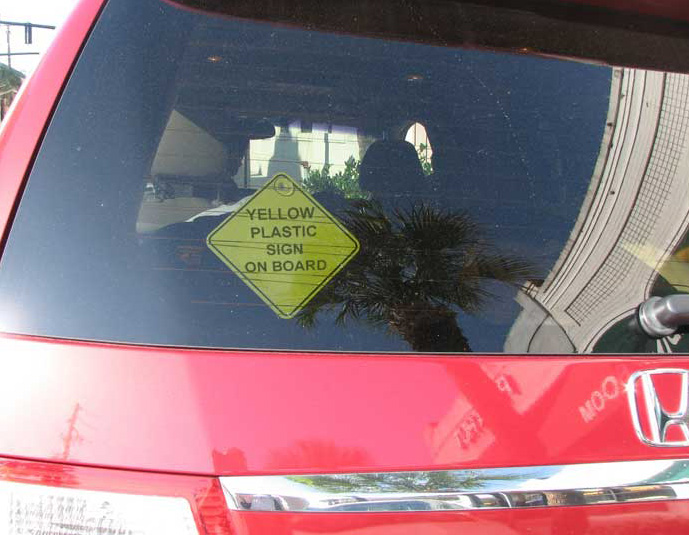 YELLOW
PLASTIC
SIGN
ON BOARD